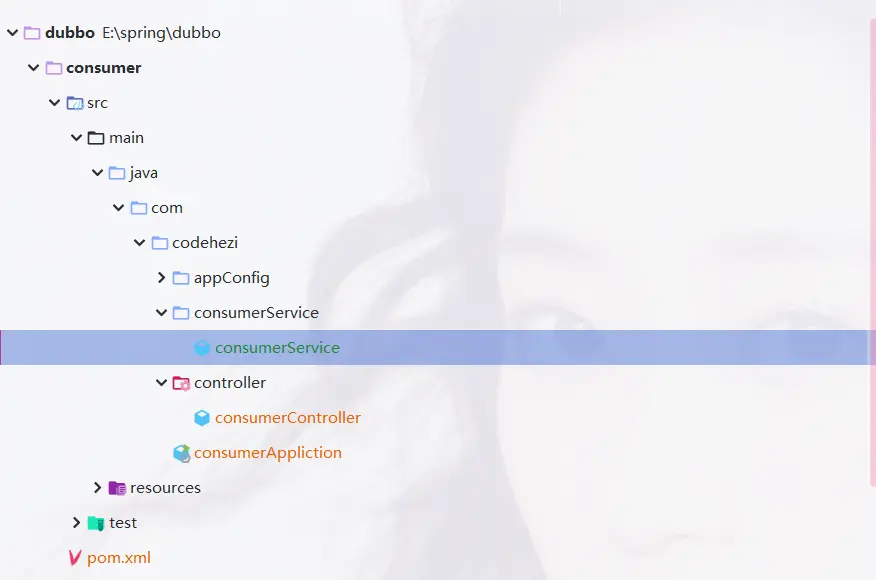 dubbo E:\spring\dubbo
consumer
src
main
java
com
codehezi
appConfig
consumerService
consumerService
controller
consumerController
consumerAppliction
resources
test
pom.xml